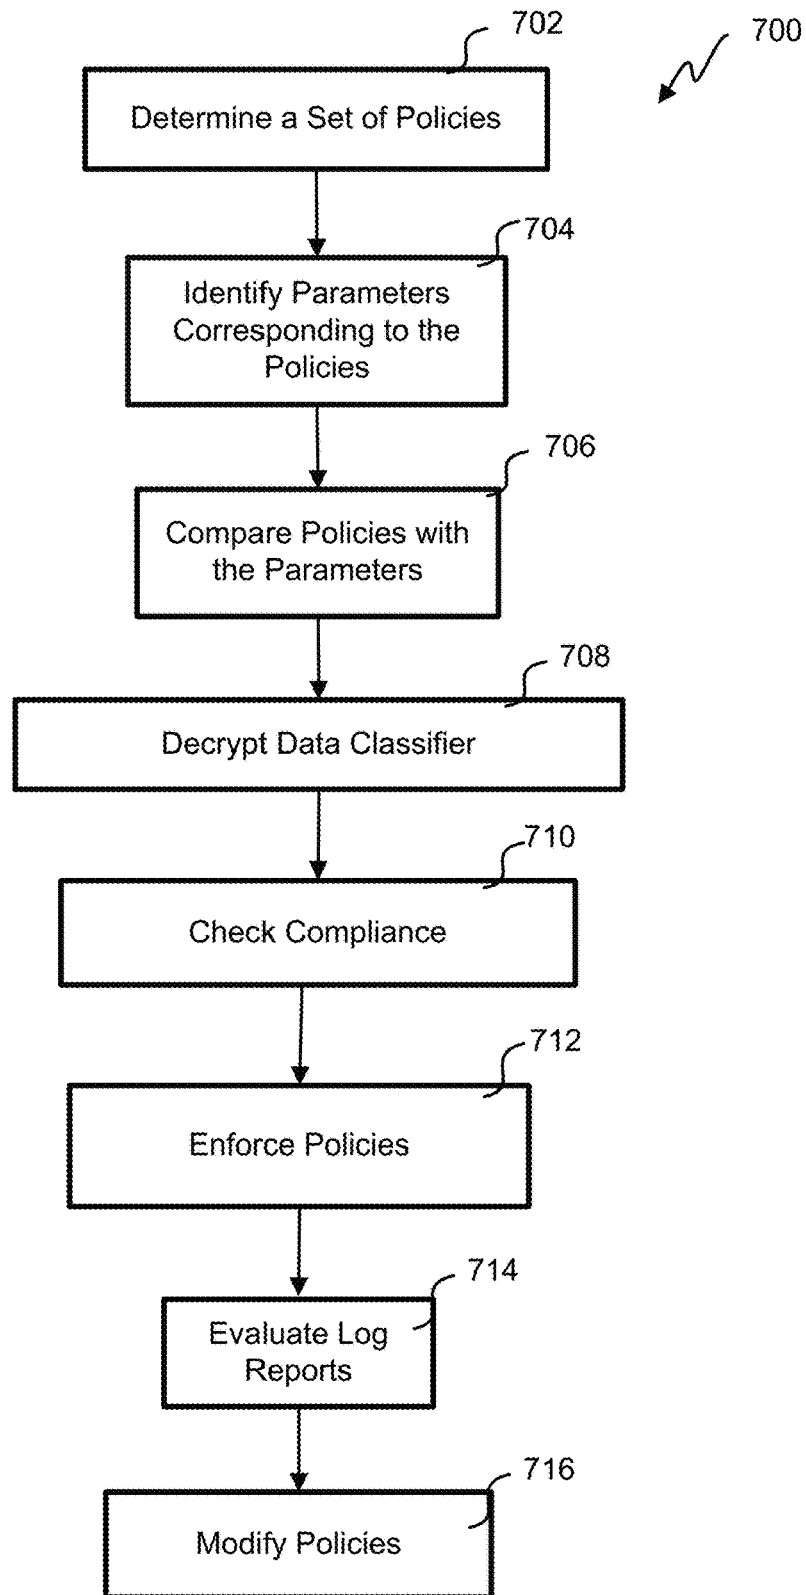 702
700
Determine a Set of Policies
704
Identify Parameters
Corresponding to the
Policies
706
Compare Policies with
the Parameters
708
Decrypt Data Classifier
710
Check Compliance
712
Enforce Policies
714
Evaluate Log
Reports
716
Modify Policies